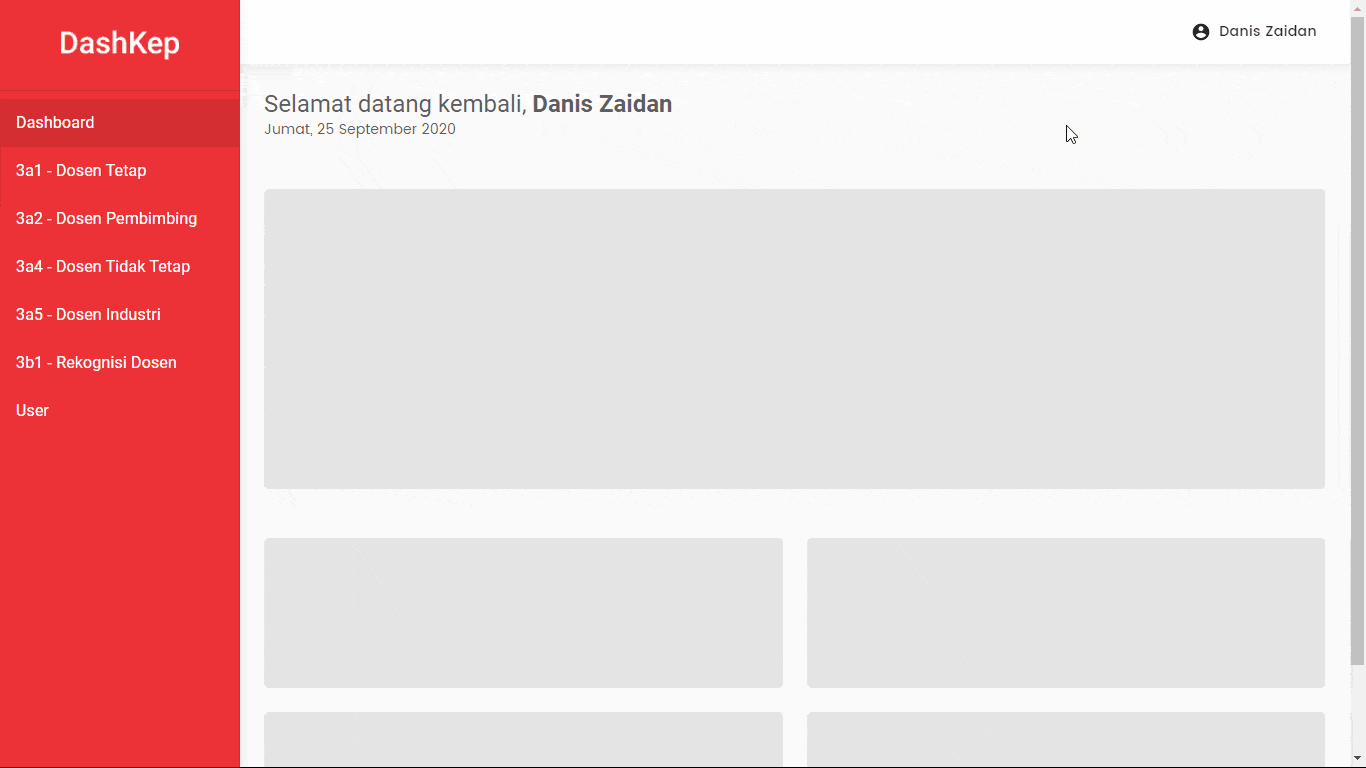 DashKep
Danis Zaidan
Dashboard
3a1 - Dosen Tetap
3a2 - Dosen Pembimbing
3a4 - Dosen Tidak Tetap
3a5 - Dosen Industri
3b1 - Rekognisi Dosen
User
Selamat datang kembali, Danis Zaidan
Jumat, 25 September 2020